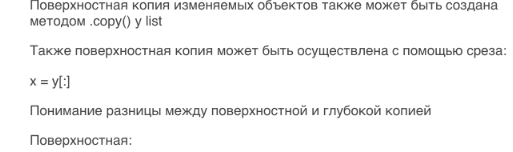 Поверхностная копия изменяемых объектов также может быть создана
методом .copy() у list
Также поверхностная копия может быть осуществлена с помощью среза:
x = y[:]
Понимание разницы между поверхностной и глубокой копией
Поверхностная: